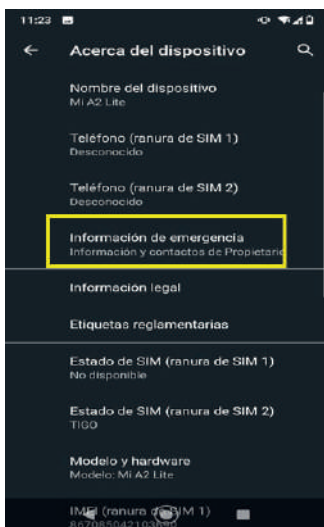 11:23
Acerca del dispositivo
Nombre del dispositivo
Mi A2 Lite
Teléfono (ranura de SIM 1)
Desconocido
Teléfono (ranura de SIM 2)
Desconocido
Información de emergencia
Información y contactos de Propietario
Información legal
Etiquetas reglamentarias
Estado de SIM (ranura de SIM 1)
No disponible
Estado de SIM (ranura de SIM 2)
TIGO
Modelo y hardware
Modelo: Mi A2 Lite
(ranura SIM 1)